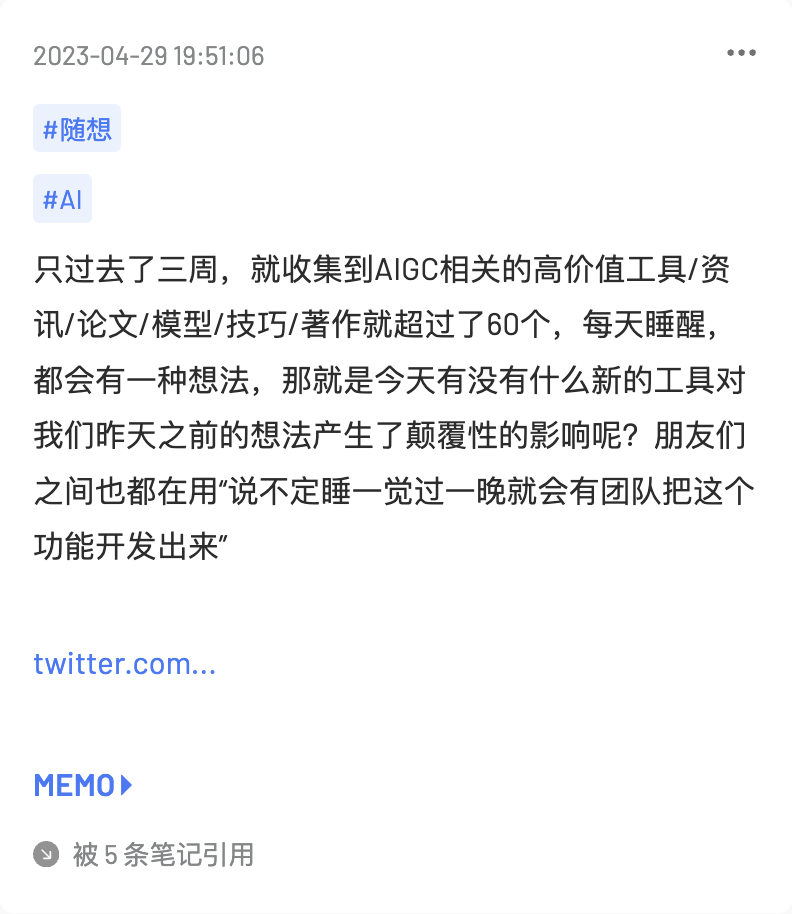 2023-04-29 19:51:06
#随想
#AI
只过去了三周，就收集到AIGC相关的高价值工具/资
讯/论文/模型/技巧/著作就超过了60个，每天睡醒，
都会有一种想法，那就是今天有没有什么新的工具对
我们昨天之前的想法产生了颠覆性的影响呢？朋友们
之间也都在用“说不定睡一觉过一晚就会有团队把这个
功能开发出来”
twitter.com...
MEMO
被 5 条笔记引用